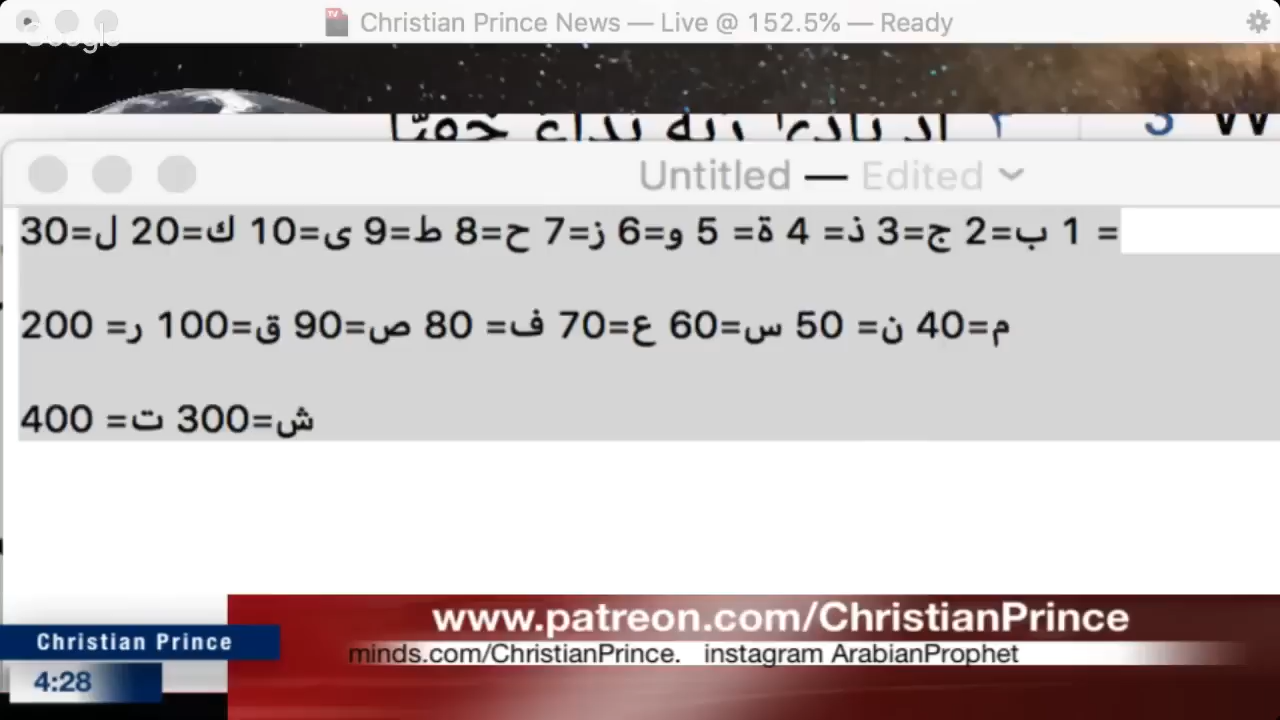 Google
Christian Prince News — Live @ 152.5% — Ready
Untitled — Edited
= 1 ب=2 ج=3 ذ= 4 ة= 5 و=6 ز=7 ح=8 ط=9 ى=10 ك=20 ل=30
م=40 ن= 50 س=60 ع=70 ف= 80 ص=90 ق=100 ر= 200
ش=300 ت= 400
www.patreon.com/ChristianPrince
Christian Prince
minds.com/ChristianPrince. instagram ArabianProphet
4:28